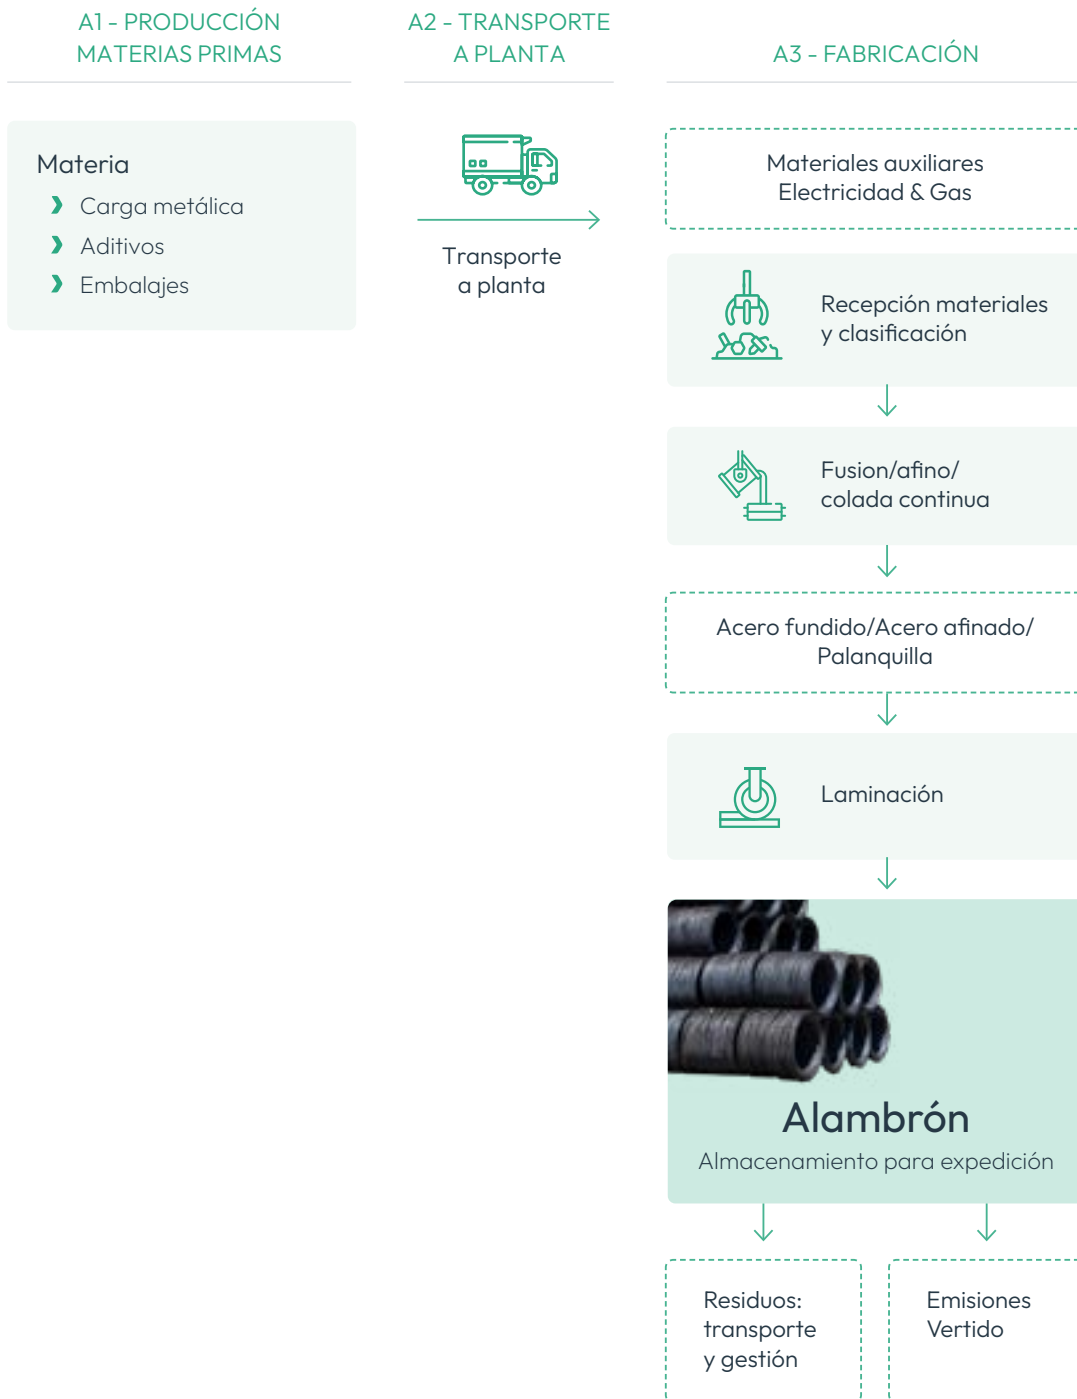 A1 - PRODUCCIÓN
MATERIAS PRIMAS
A2 - TRANSPORTE
A PLANTA
A3 - FABRICACIÓN
Materia
Carga metálica
Aditivos
Embalajes
Transporte
a planta
Materiales auxiliares
Electricidad & Gas
Recepción materiales
y clasificación
Fusion/afino/
colada continua
Acero fundido/Acero afinado/
Palanquilla
Laminación
Alambrón
Almacenamiento para expedición
Residuos:
transporte
y gestión
Emisiones
Vertido